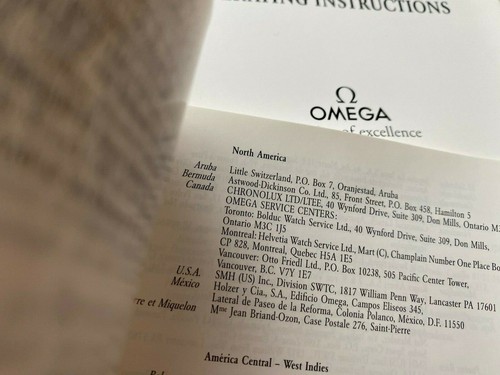 INSTRUCTIONS
Ω
OMEGA
of excellence
North America
Aruba Little Switzerland, P.O. Box 7, Oranjestad, Aruba
Bermuda Astwood-Dickinson Co. Ltd., 85, Front Street, P.O. Box 458, Hamilton 5
Canada CHRONOLUX LTD/LTEE, 40 Wynford Drive, Suite 309, Don Mills, Ontario
OMEGA SERVICE CENTERS:
Toronto: Bolduc Watch Service Ltd., 40 Wynford Drive, Suite 309, Don Mills,
Ontario M3C 1J5
Montreal: Helvetia Watch Service Ltd., Mart (C), Champlain Number One Place
CP 828, Montreal, Quebec H5A 1E5
Vancouver: Otto Friedl Ltd., P.O. Box 10238, 505 Pacific Center Tower,
Vancouver, B.C. V7Y 1E7
U.S.A. SMH (US) Inc., Division SWTC, 1817 William Penn Way, Lancaster PA 17601
México Holzer y Cia., S.A., Edificio Omega, Campos Eliseos 345,
Lateral de Paseo de la Reforma, Colonia Polanco, México, D.F. 11550
et Miquelon Mme Jean Briand-Ozon, Case Postale 276, Saint-Pierre
América Central - West Indies